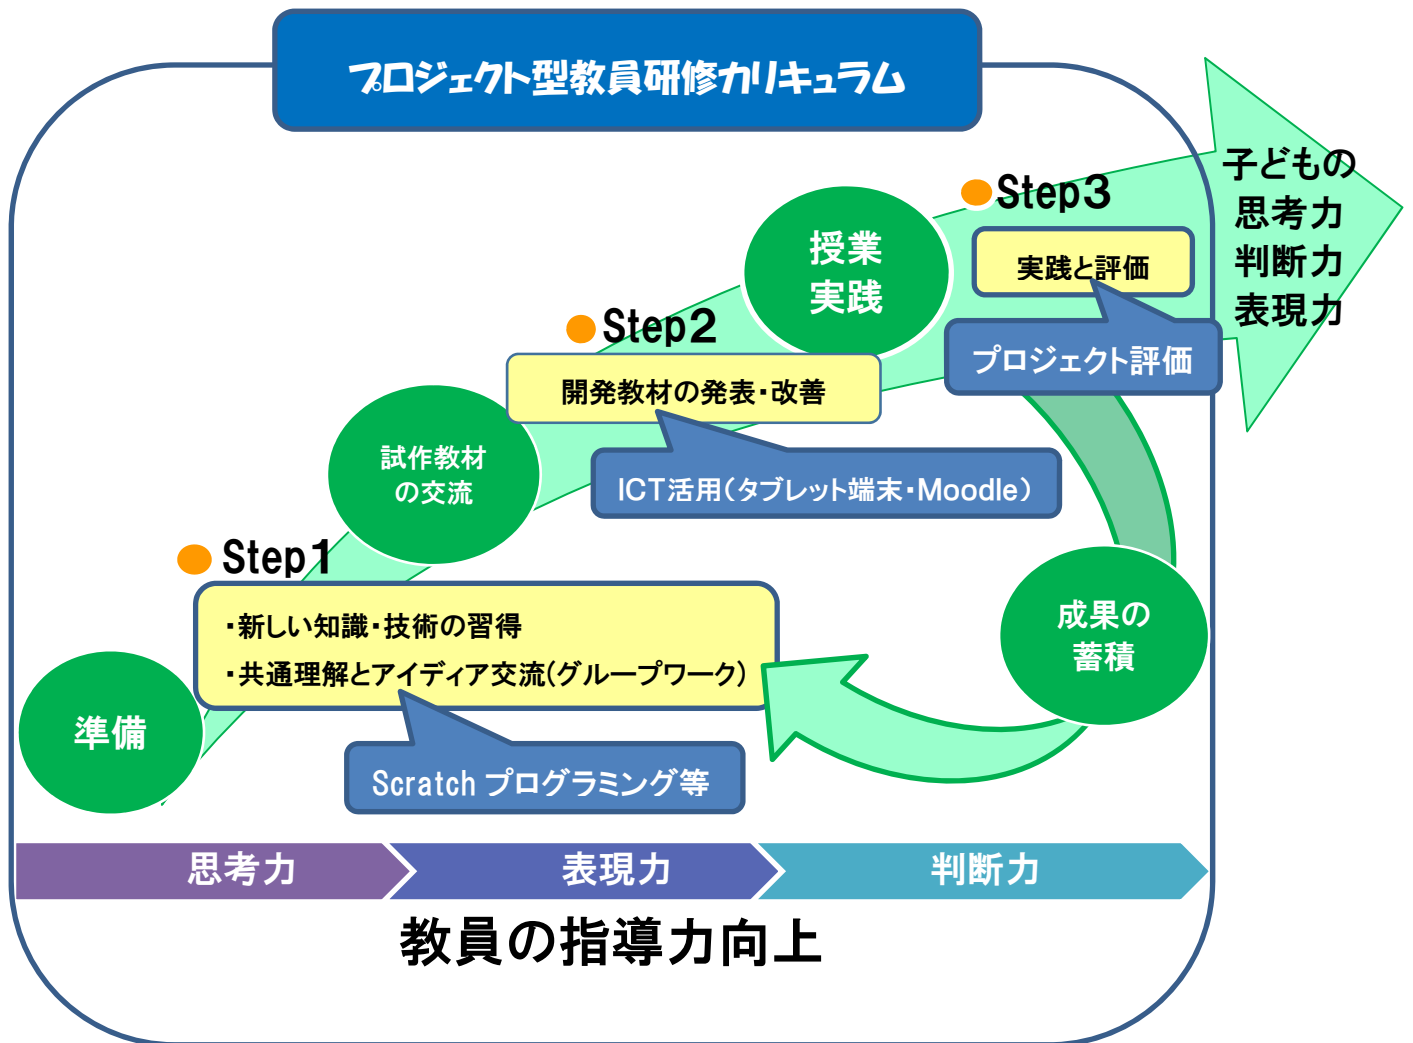 プロジェクト型教員研修カリキュラム
子どもの
思考力
判断力
表現力
●Step3
授業
実践
実践と評価
プロジェクト評価
●Step2
開発教材の発表・改善
ICT活用(タブレット端末・Moodle)
試作教材
の交流
●Step1
・新しい知識・技術の習得
・共通理解とアイディア交流(グループワーク)
Scratch プログラミング等
準備
成果の
蓄積
思考力
表現力
判断力
教員の指導力向上